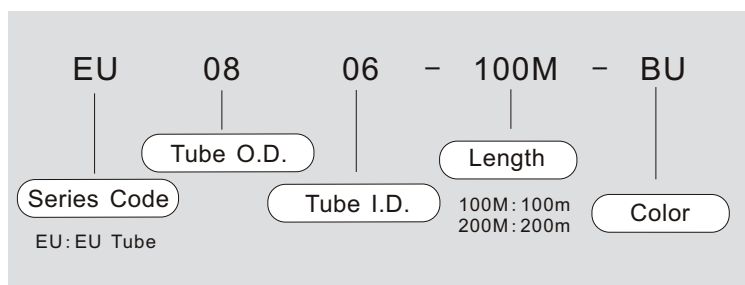 EU 08 06 – 100M – BU
Tube O.D.
Length
Series Code
Tube I.D.
100M:100m
200M:200m
Color
EU:EU Tube